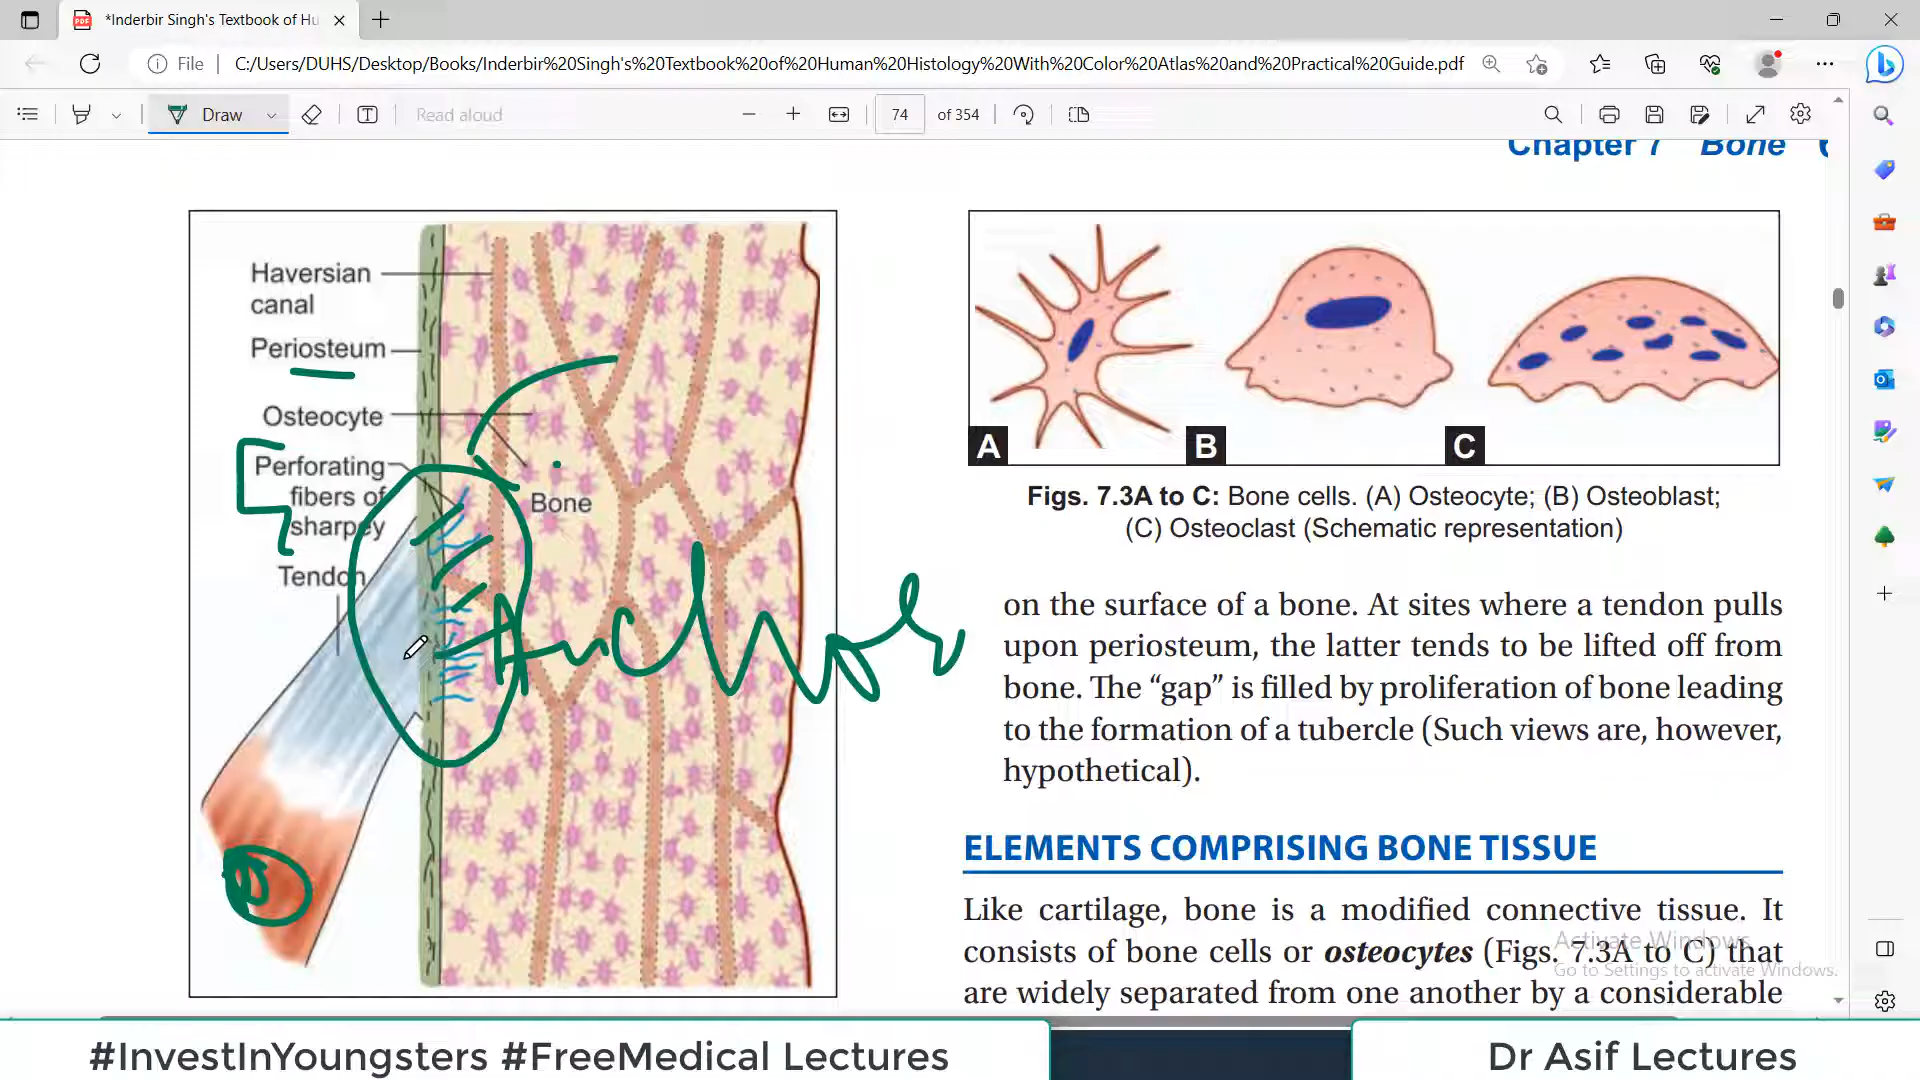 *Inderbir Singh's Textbook of Hu
File
C:/Users/DUHS/Desktop/Books/Inderbir%20Singh's%20Textbook%20of%20Human%20Histology%20With%20Color%20Atlas%20and%20Practical%20Guide.pdf
Draw
Read aloud
74 of 354
Chapter 7 Bone
Haversian
canal
Periosteum
Osteocyte
Perforating
fibers of
sharpey
Tendon
Bone
Anchor
A
B
C
Figs. 7.3A to C: Bone cells. (A) Osteocyte; (B) Osteoblast;
(C) Osteoclast (Schematic representation)
on the surface of a bone. At sites where a tendon pulls
upon periosteum, the latter tends to be lifted off from
bone. The “gap” is filled by proliferation of bone leading
to the formation of a tubercle (Such views are, however,
hypothetical).
ELEMENTS COMPRISING BONE TISSUE
Like cartilage, bone is a modified connective tissue. It
consists of bone cells or osteocytes (Figs. 7.3A to C) that
are widely separated from one another by a considerable
Activate Windows
Go to Settings to activate Windows.
#InvestInYoungsters #FreeMedical Lectures
Dr Asif Lectures